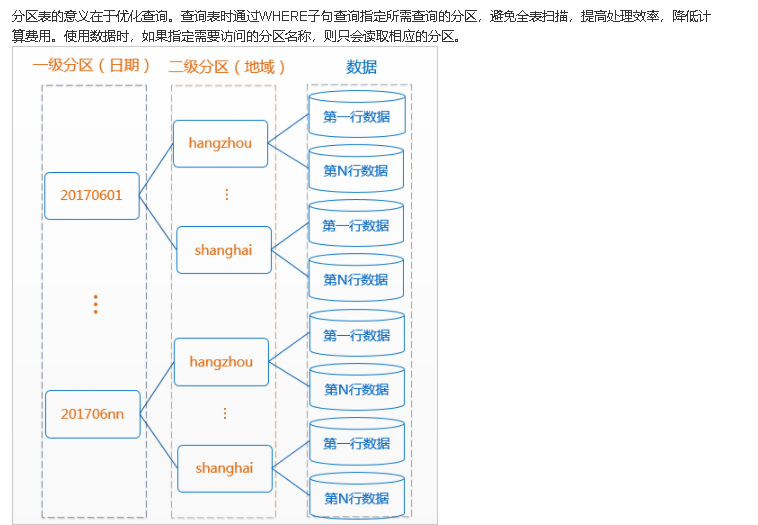 分区表的意义在于优化查询。查询表时通过WHERE子句查询指定所需查询的分区，避免全表扫描，提高处理效率，降低计
算费用。使用数据时，如果指定需要访问的分区名称，则只会读取相应的分区。
一级分区（日期） 二级分区（地域） 数据
第一行数据
hangzhou
第N行数据
20170601
第一行数据
shanghai
第N行数据
第一行数据
hangzhou
第N行数据
201706nn
第一行数据
shanghai
第N行数据